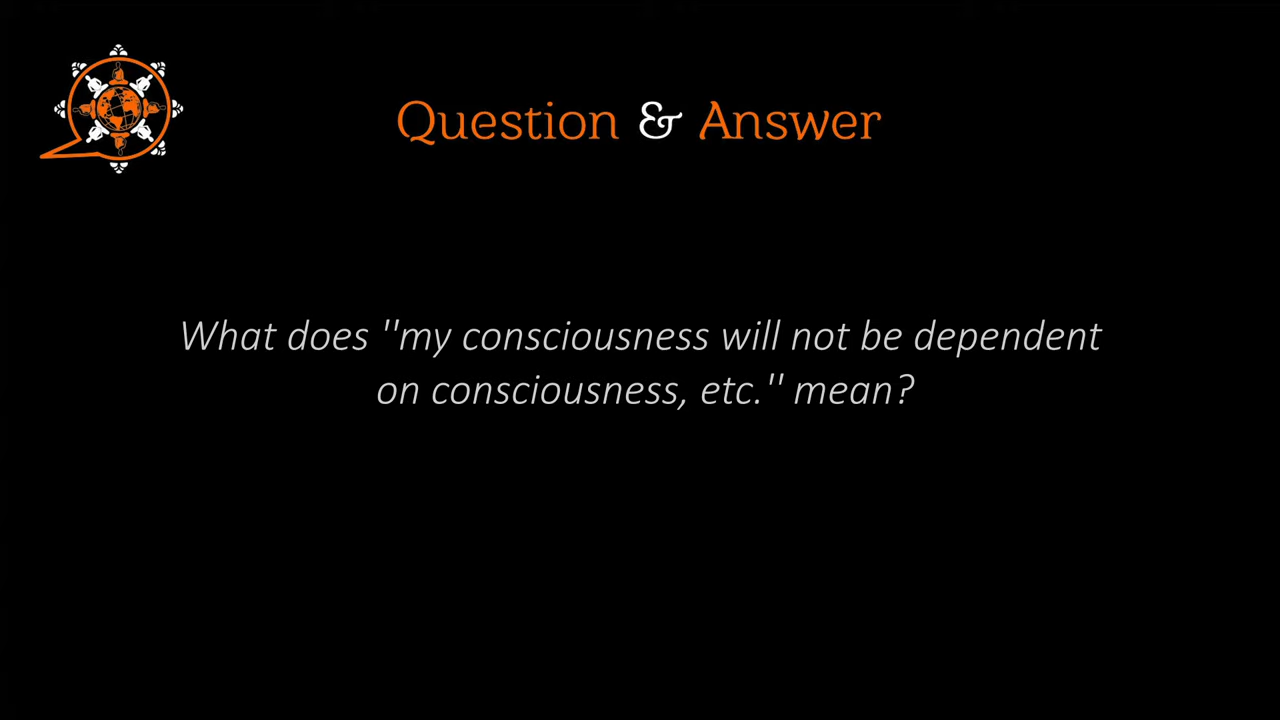 Question & Answer
What does "my consciousness will not be dependent
on consciousness, etc." mean?